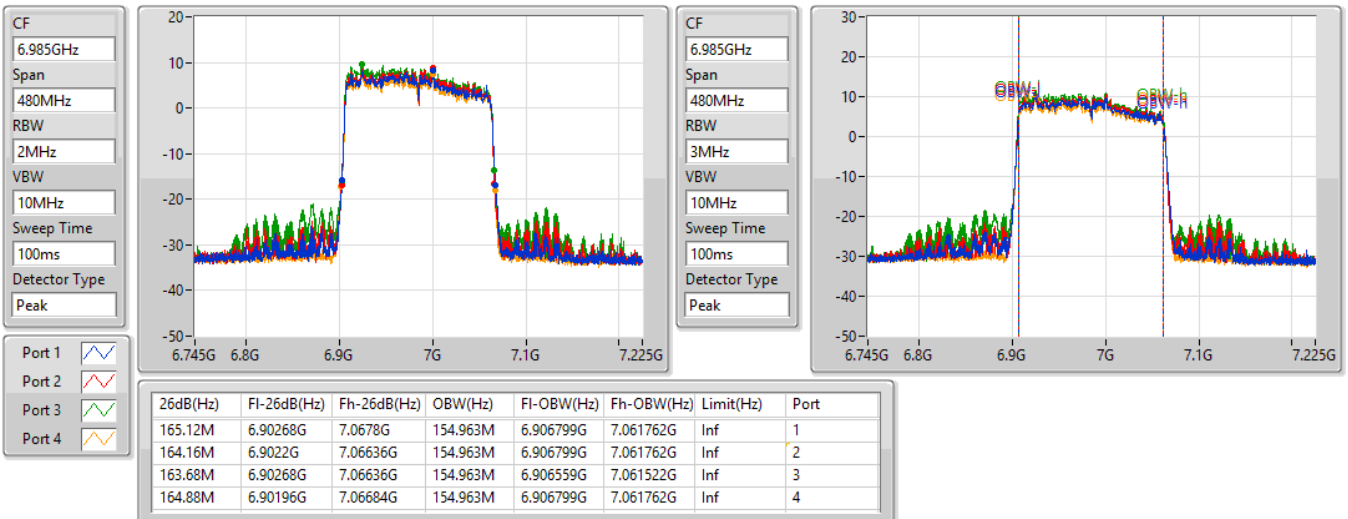 CF
6.985GHz
Span
480MHz
RBW
2MHz
VBW
10MHz
Sweep Time
100ms
Detector Type
Peak
20
10
0
-10
-20
-30
-40
-50
6.745G 6.8G 6.9G 7G 7.1G 7.225G
CF
6.985GHz
Span
480MHz
RBW
3MHz
VBW
10MHz
Sweep Time
100ms
Detector Type
Peak
30
20
10
0
-10
-20
-30
-40
-50
OBW-l
OBW-h
6.745G 6.8G 6.9G 7G 7.1G 7.225G
Port 1
Port 2
Port 3
Port 4
26dB(Hz) Fl-26dB(Hz) Fh-26dB(Hz) OBW(Hz) Fl-OBW(Hz) Fh-OBW(Hz) Limit(Hz) Port
165.12M 6.90268G 7.0678G 154.963M 6.906799G 7.061762G Inf 1
164.16M 6.9022G 7.06636G 154.963M 6.906799G 7.061762G Inf 2
163.68M 6.90268G 7.06636G 154.963M 6.906559G 7.061522G Inf 3
164.88M 6.90196G 7.06684G 154.963M 6.906799G 7.061762G Inf 4